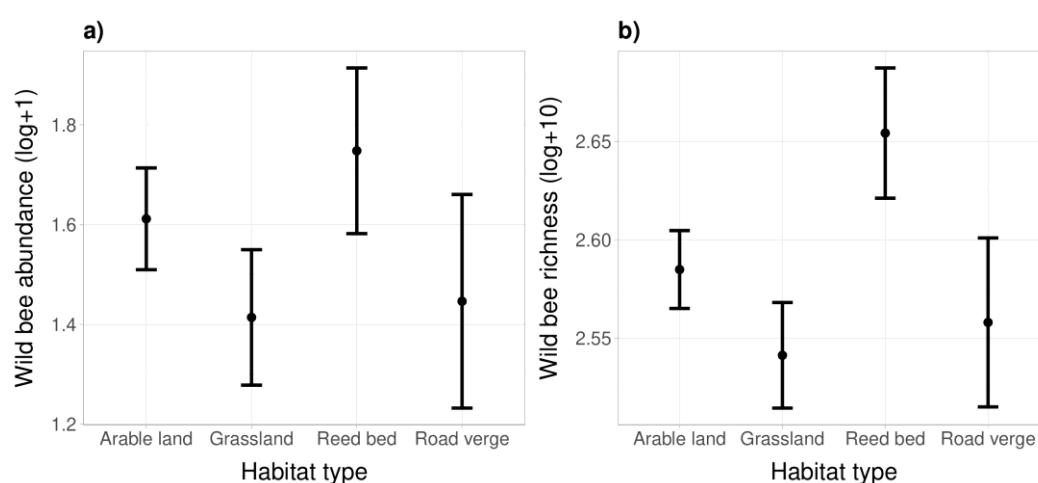 a)
Wild bee abundance (log+1)
1.8
1.6
1.4
1.2
Arable land Grassland Reed bed Road verge
Habitat type
b)
Wild bee richness (log+10)
2.65
2.60
2.55
Arable land Grassland Reed bed Road verge
Habitat type